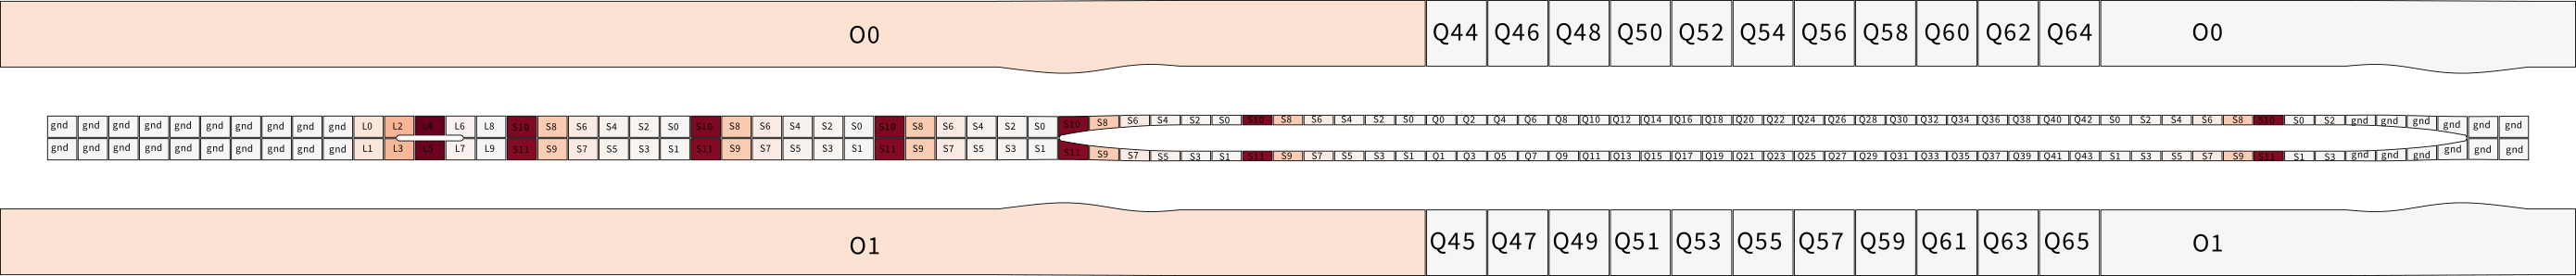 O0 Q44 Q46 Q48 Q50 Q52 Q54 Q56 Q58 Q60 Q62 Q64 O0
gnd gnd gnd gnd gnd gnd gnd gnd gnd gnd L0 L2 L4 L6 L8 S10 S8 S6 S4 S2 S0 S10 S8 S6 S4 S2 S0 S10 S8 S6 S4 S2 S0 S10 S8 S6 S4 S2 S0 S10 S8 S6 S4 S2 S0 Q0 Q2 Q4 Q6 Q8 Q10 Q12 Q14 Q16 Q18 Q20 Q22 Q24 Q26 Q28 Q30 Q32 Q34 Q36 Q38 Q40 Q42 S0 S2 S4 S6 S8 S10 S0 S2 gnd gnd gnd gnd gnd gnd
gnd gnd gnd gnd gnd gnd gnd gnd gnd gnd L1 L3 L5 L7 L9 S11 S9 S7 S5 S3 S1 S11 S9 S7 S5 S3 S1 S11 S9 S7 S5 S3 S1 S11 S9 S7 S5 S3 S1 S11 S9 S7 S5 S3 S1 Q1 Q3 Q5 Q7 Q9 Q11 Q13 Q15 Q17 Q19 Q21 Q23 Q25 Q27 Q29 Q31 Q33 Q35 Q37 Q39 Q41 Q43 S1 S3 S5 S7 S9 S11 S1 S3 gnd gnd gnd gnd gnd gnd
O1 Q45 Q47 Q49 Q51 Q53 Q55 Q57 Q59 Q61 Q63 Q65 O1